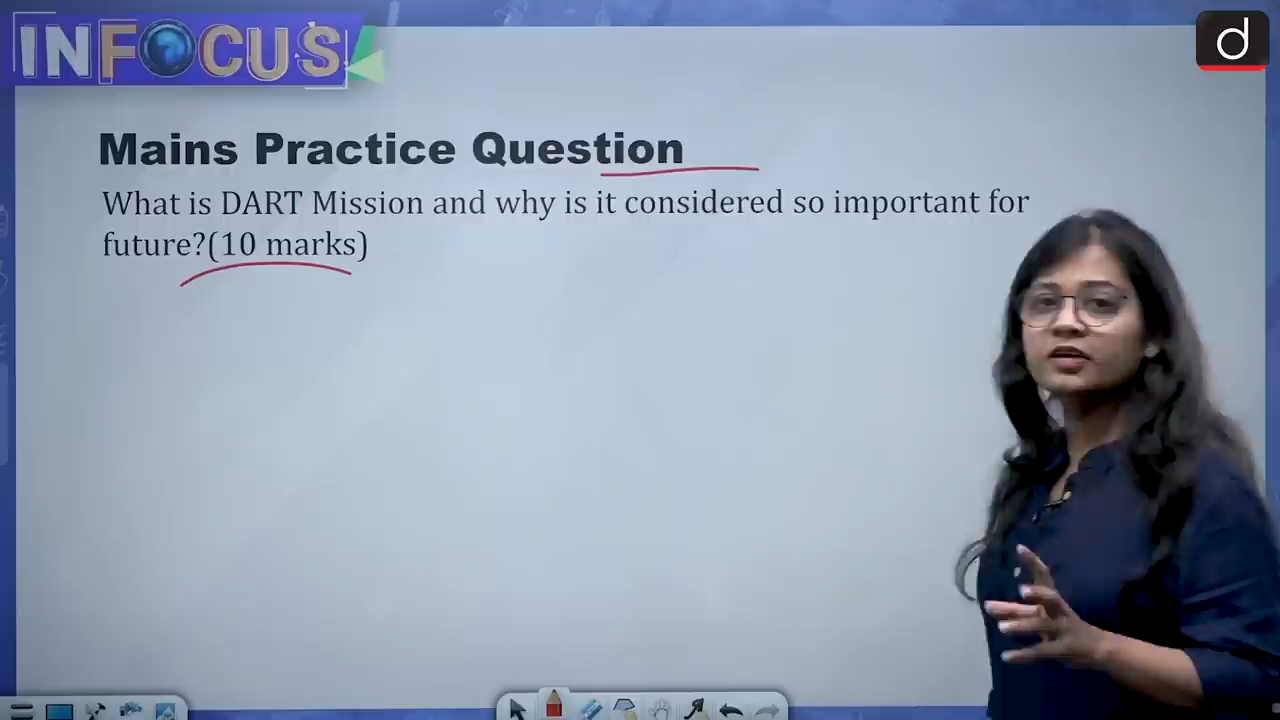 INFOCUS
d
Mains Practice Question
What is DART Mission and why is it considered so important for
future?(10 marks)